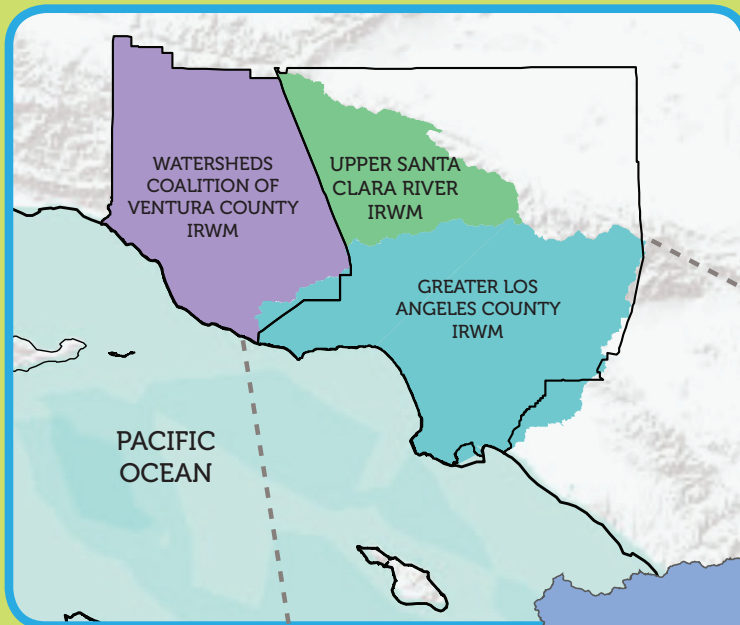 WATERSHEDS
COALITION OF
VENTURA COUNTY
IRWM
UPPER SANTA
CLARA RIVER
IRWM
GREATER LOS
ANGELES COUNTY
IRWM
PACIFIC
OCEAN